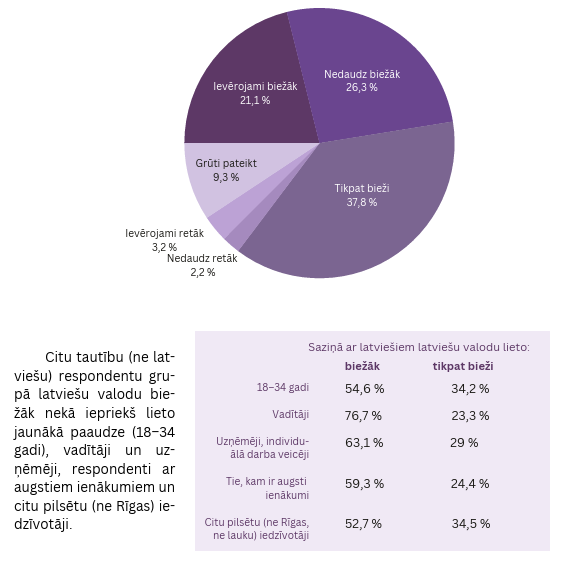 Nedaudz biežāk
26,3 %
Ievērojami biežāk
21,1 %
Grūti pateikt
9,3 %
Tikpat bieži
37,8 %
Ievērojami retāk
3,2 %
Nedaudz retāk
2,2 %
Citu tautību (ne lat-
viešu) respondentu gru-
pā latviešu valodu bie-
žāk nekā iepriekš lieto
jaunākā paaudze (18–34
gadi), vadītāji un uz-
ņēmēji, respondenti ar
augstiem ienākumiem un
citu pilsētu (ne Rīgas) ie-
dzīvotāji.
Saziņā ar latviešiem latviešu valodu lieto:
biežāk tikpat bieži
18–34 gadi 54,6 % 34,2 %
Vadītāji 76,7 % 23,3 %
Uzņēmēji, individu- 63,1 % 29 %
ālā darba veicēji
Tie, kam ir augsti 59,3 % 24,4 %
ienākumi
Citu pilsētu (ne Rīgas, 52,7 % 34,5 %
ne lauku) iedzīvotāji